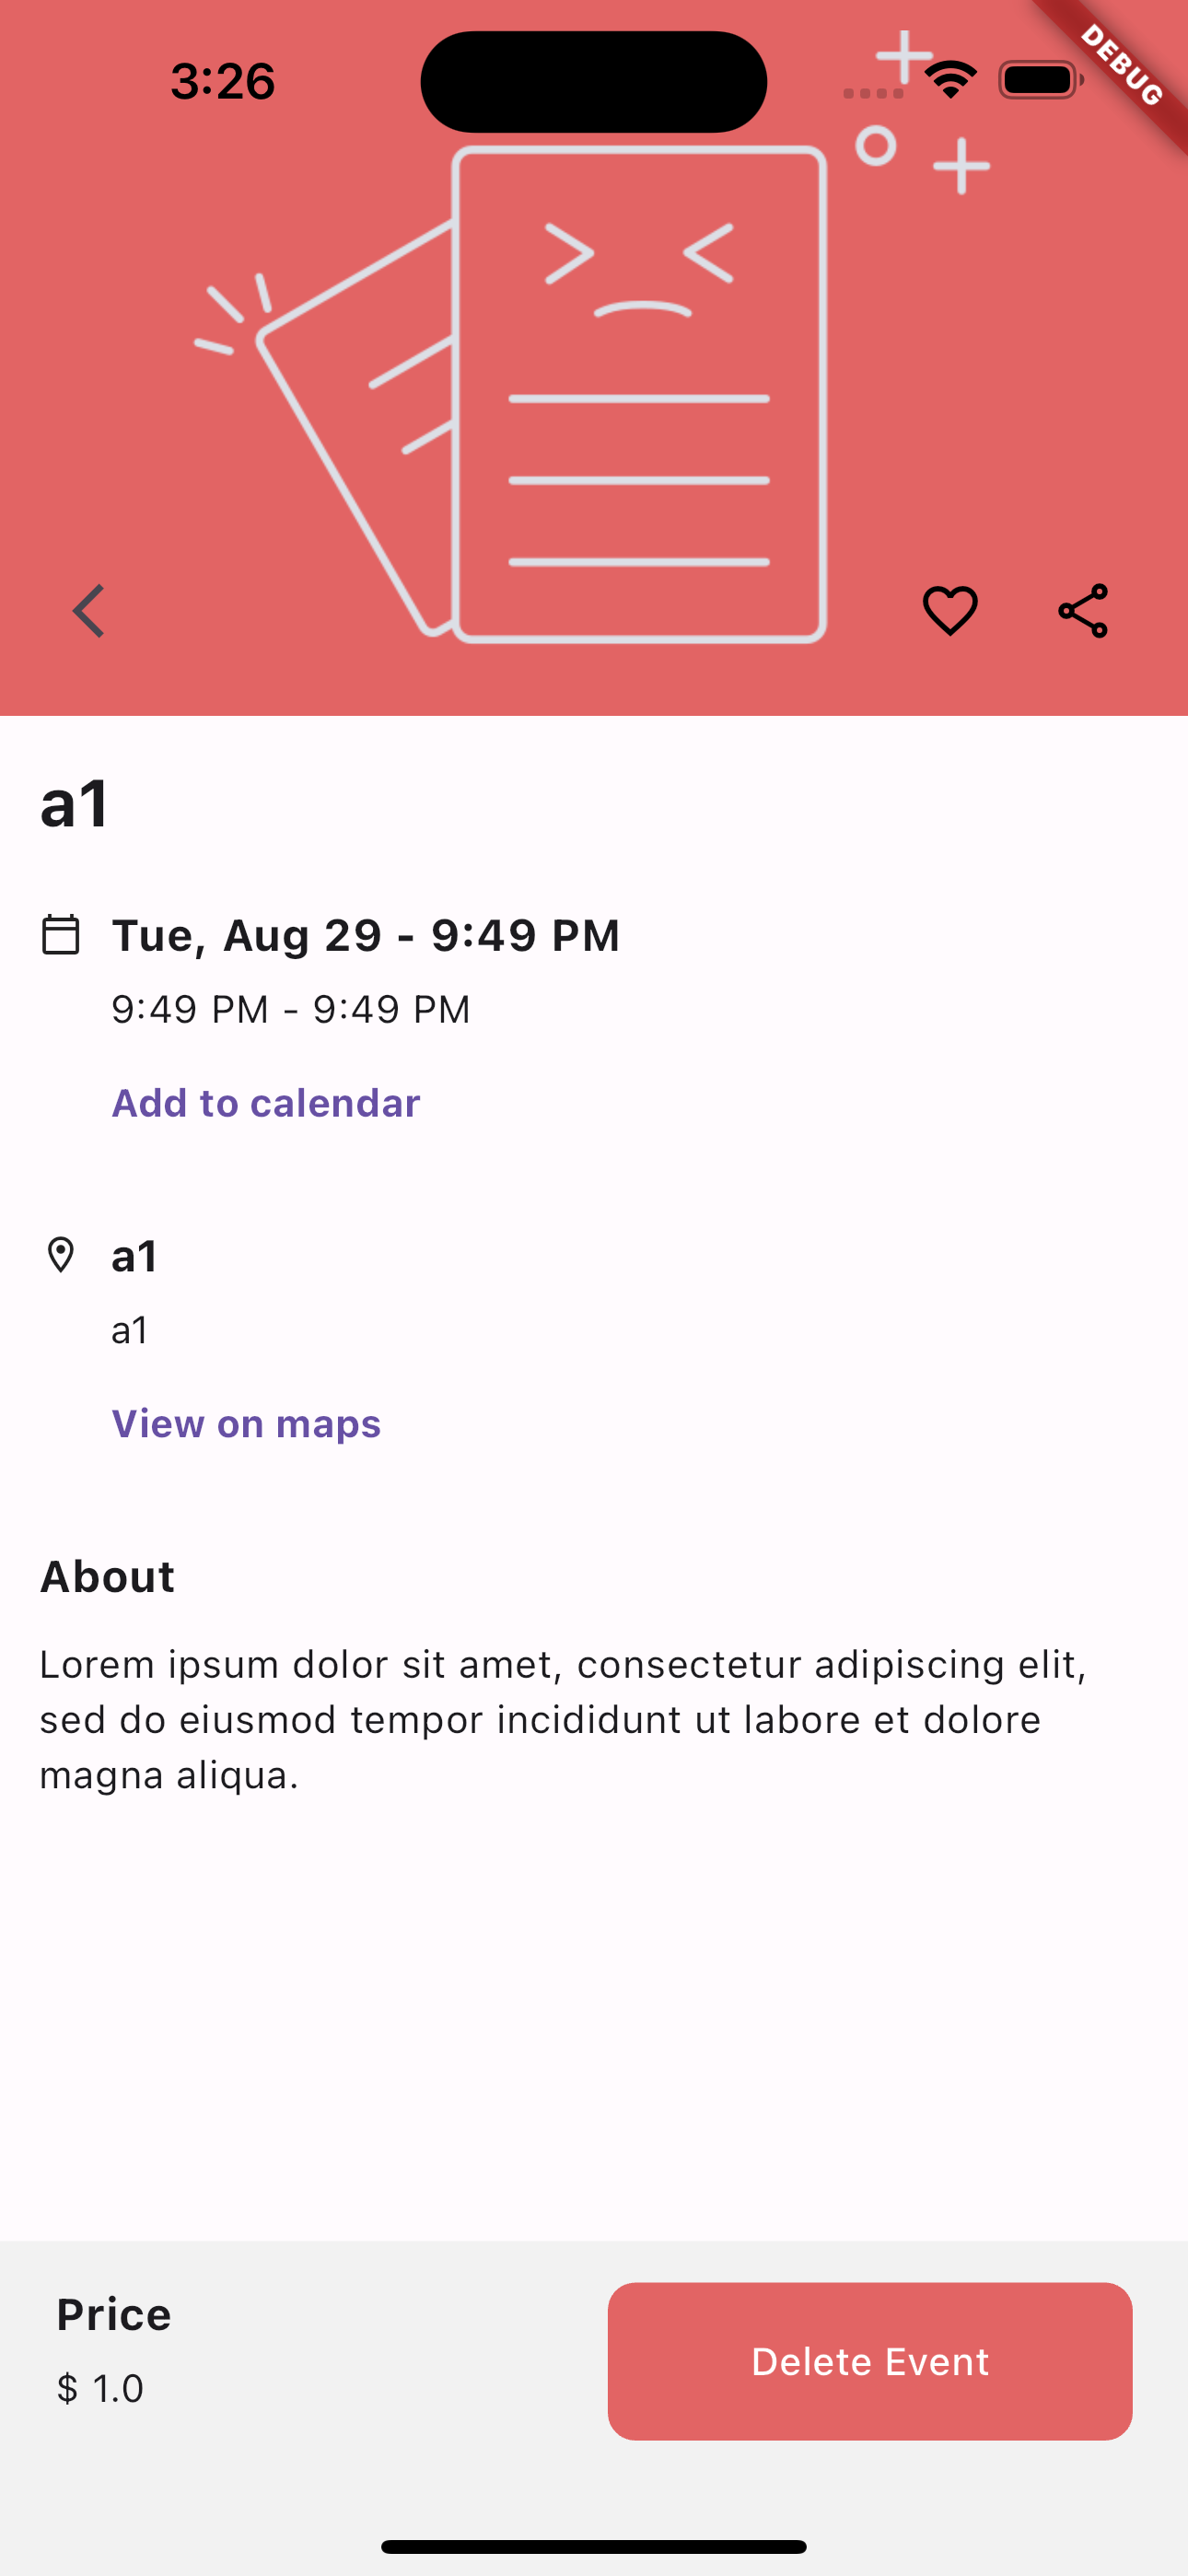 3:26
DEBUG
a1
Tue, Aug 29 - 9:49 PM
9:49 PM - 9:49 PM
Add to calendar
a1
a1
View on maps
About
Lorem ipsum dolor sit amet, consectetur adipiscing elit,
sed do eiusmod tempor incididunt ut labore et dolore
magna aliqua.
Price
$ 1.0
Delete Event